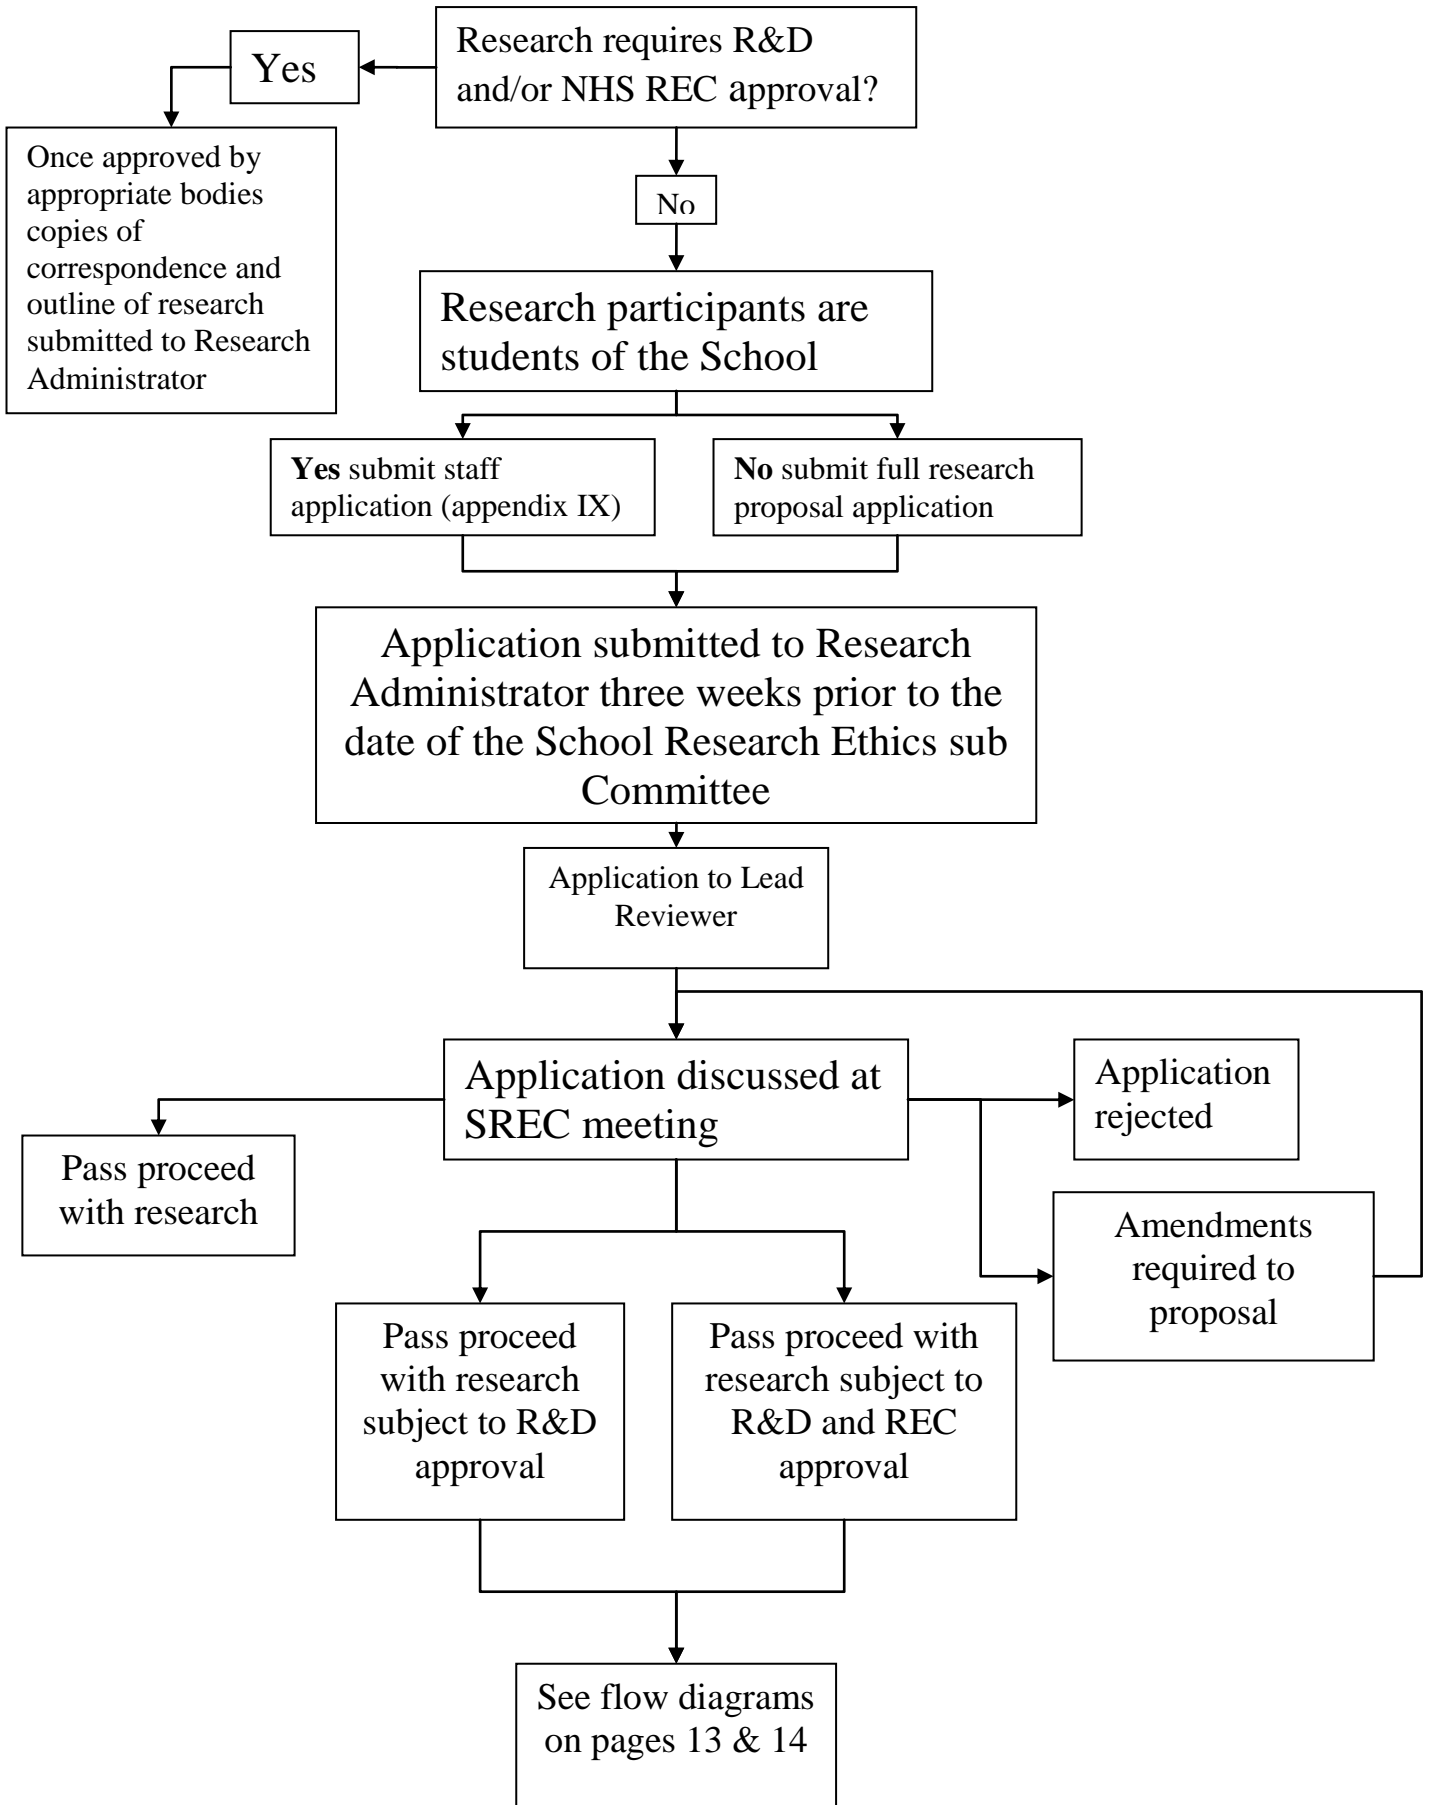 Research requires R&D
and/or NHS REC approval?
Yes
Once approved by
appropriate bodies
copies of
correspondence and
outline of research
submitted to Research
Administrator
No
Research participants are
students of the School
Yes submit staff
application (appendix IX)
No submit full research
proposal application
Application submitted to Research
Administrator three weeks prior to the
date of the School Research Ethics sub
Committee
Application to Lead
Reviewer
Application discussed at
SREC meeting
Application
rejected
Pass proceed
with research
Amendments
required to
proposal
Pass proceed
with research
subject to R&D
approval
Pass proceed with
research subject to
R&D and REC
approval
See flow diagrams
on pages 13 & 14